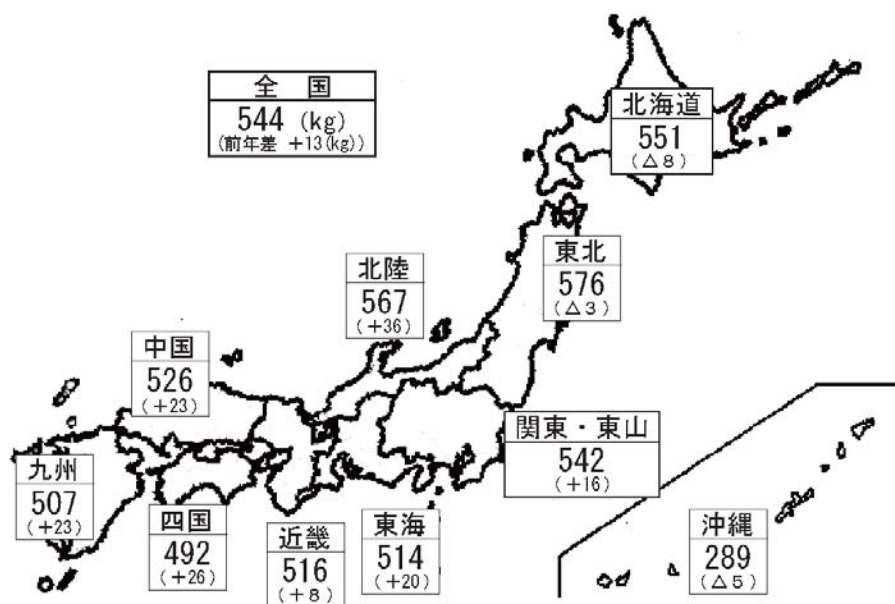 全国
544 (kg)
(前年差 +13(kg))
北海道
551
(△8)
東北
576
(△3)
北陸
567
(+36)
中国
526
(+23)
関東・東山
542
(+16)
九州
507
(+23)
四国
492
(+26)
近畿
516
(+8)
東海
514
(+20)
沖縄
289
(△5)